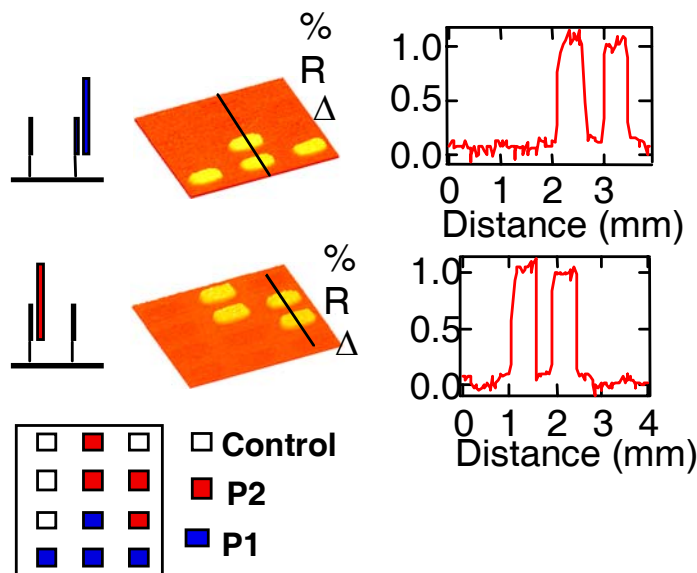 %
R
Δ
1.0
0.5
0.0
0 1 2 3
Distance (mm)
%
R
Δ
1.0
0.5
0.0
0 1 2 3 4
Distance (mm)
Control
P2
P1